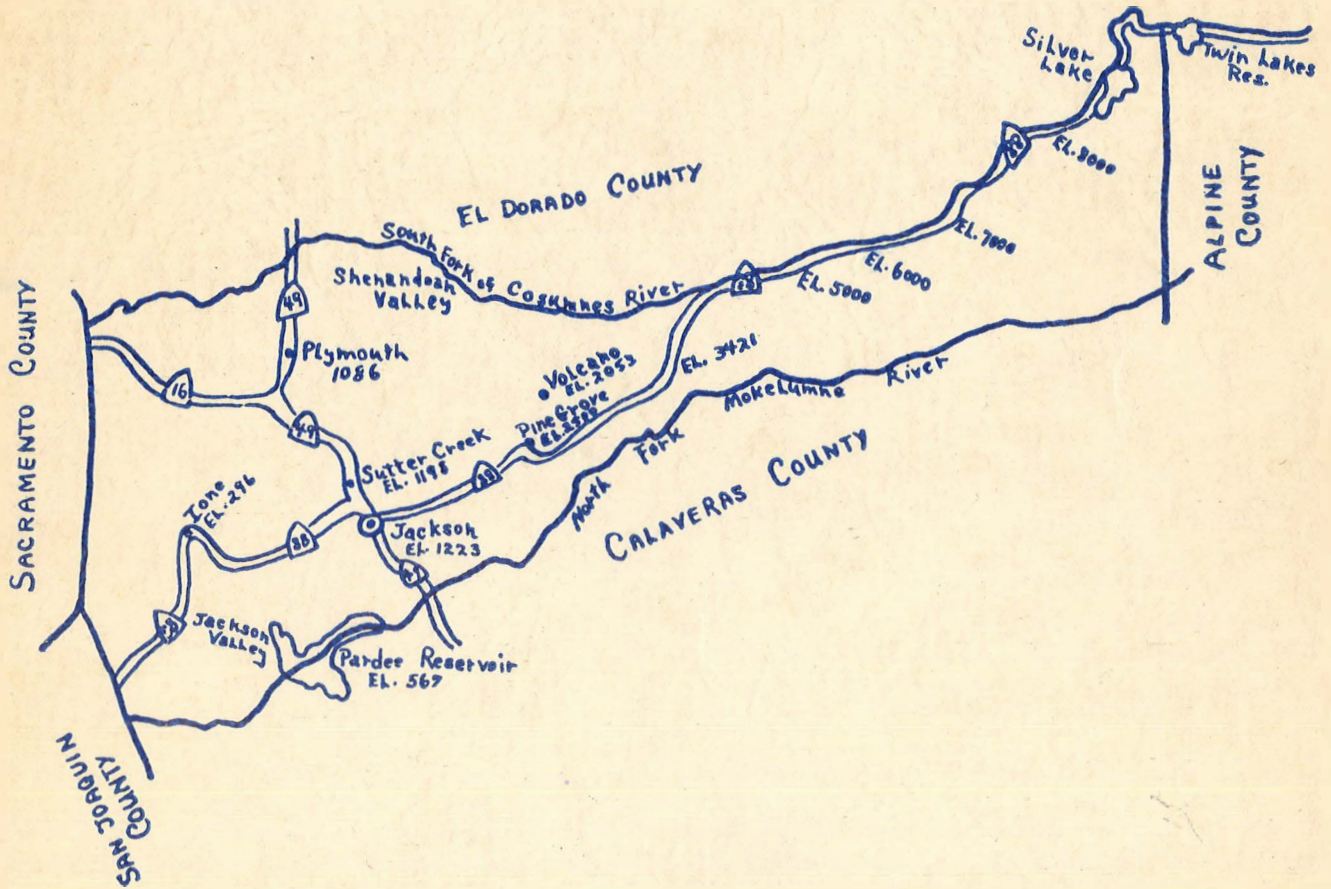 Silver
Lake
Twin Lakes
Res.
88
EL. 8000
ALPINE
COUNTY
EL DORADO COUNTY
EL. 7000
EL. 6000
EL. 5000
88
South Fork of Cosumnes River
Shenandoah
Valley
49
SACRAMENTO COUNTY
Plymouth
1086
16
49
Volcano
EL. 2053
EL. 3421
Pine Grove
Mokelumne River
Fork
North
CALAVERAS COUNTY
Sutter Creek
EL. 1198
88
Ione
EL. 296
88
Jackson
EL. 1223
49
88
Jackson
Valley
Pardee Reservoir
EL. 567
SAN JOAQUIN
COUNTY